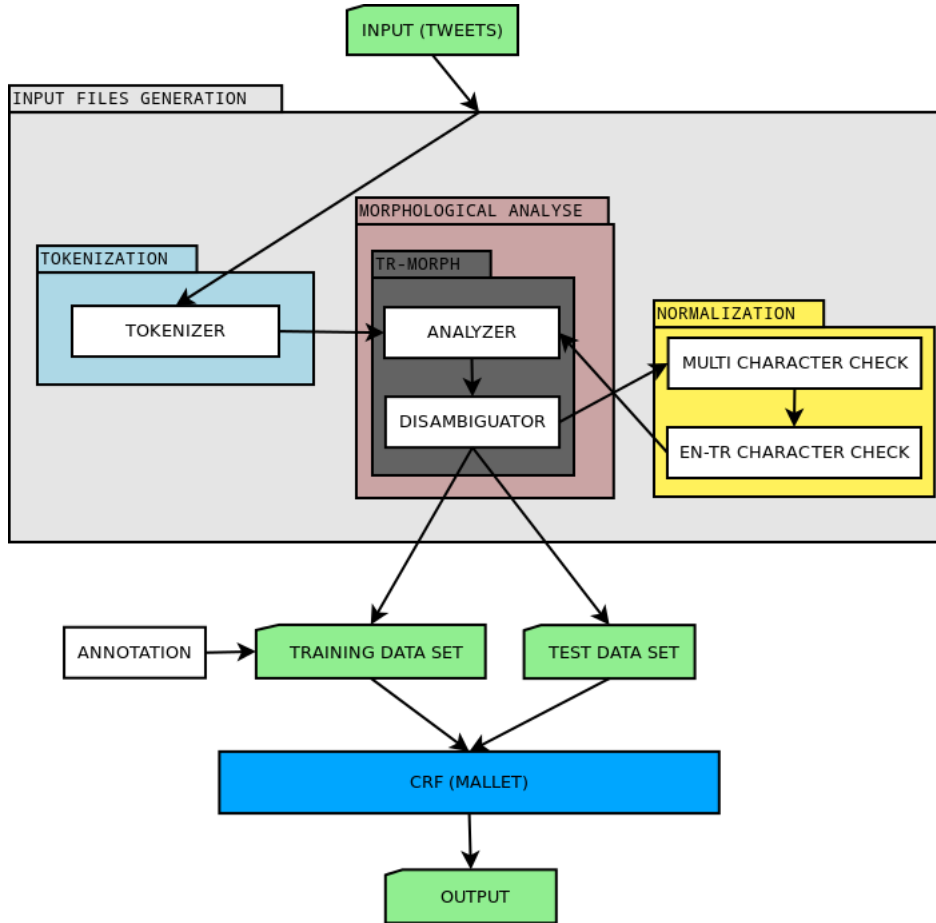 INPUT (TWEETS)
INPUT FILES GENERATION
MORPHOLOGICAL ANALYSE
TOKENIZATION
TR-MORPH
NORMALIZATION
TOKENIZER
ANALYZER
MULTI CHARACTER CHECK
DISAMBIGUATOR
EN-TR CHARACTER CHECK
ANNOTATION
TRAINING DATA SET
TEST DATA SET
CRF (MALLET)
OUTPUT